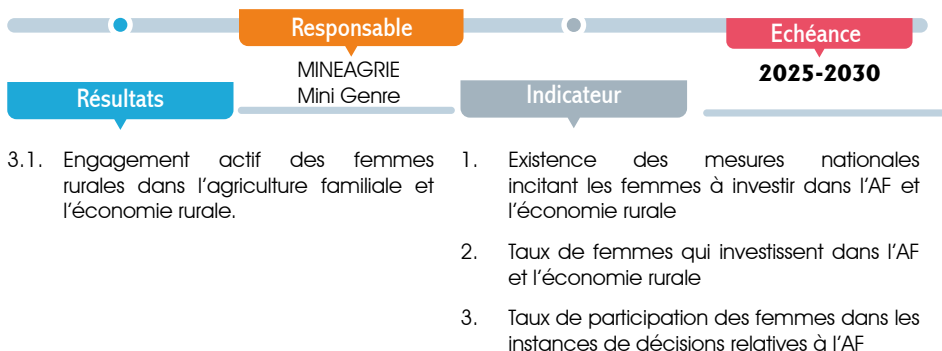 Responsable
Echéance
MINEAGRIE
Mini Genre
2025-2030
Résultats
Indicateur
3.1. Engagement actif des femmes
rurales dans l'agriculture familiale et
l'économie rurale.
1. Existence des mesures nationales
incitant les femmes à investir dans l'AF et
l'économie rurale
2. Taux de femmes qui investissent dans l'AF
et l'économie rurale
3. Taux de participation des femmes dans les
instances de décisions relatives à l'AF